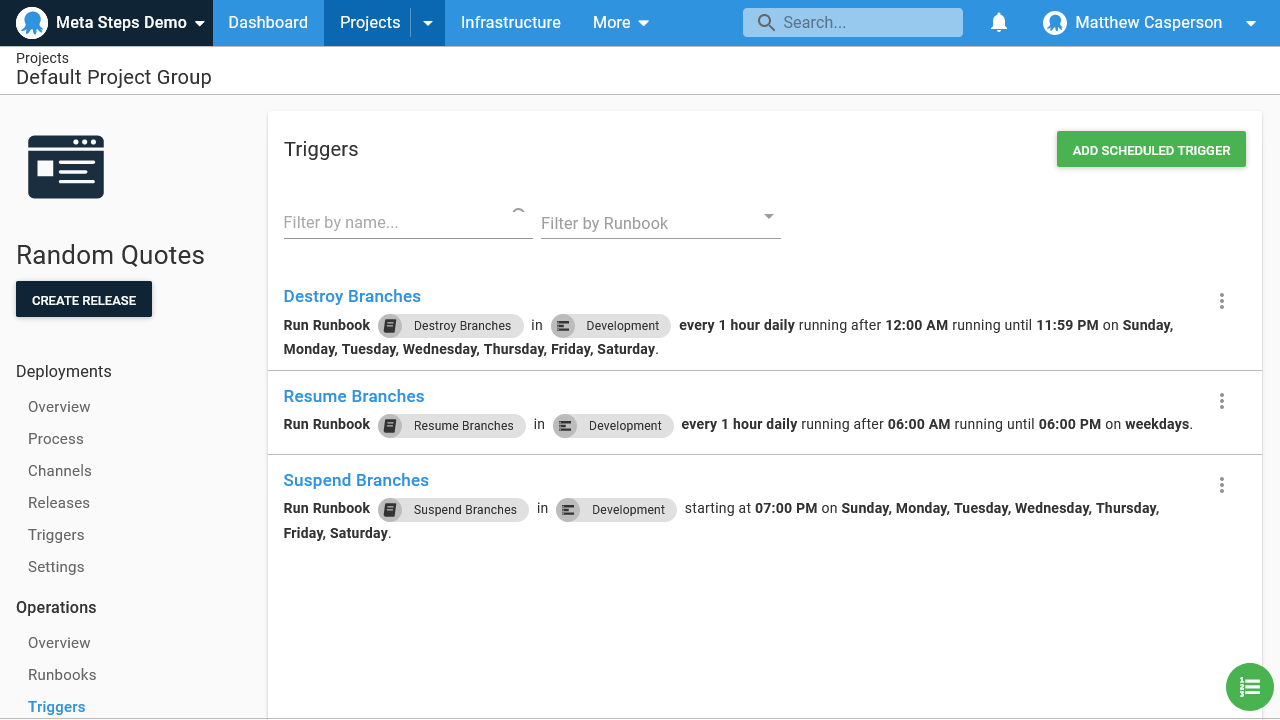 Meta Steps Demo Dashboard Projects Infrastructure More Search... Matthew Casperson
Projects
Default Project Group
Random Quotes
CREATE RELEASE
Deployments
Overview
Process
Channels
Releases
Triggers
Settings
Operations
Overview
Runbooks
Triggers
Triggers
ADD SCHEDULED TRIGGER
Filter by name... Filter by Runbook
Destroy Branches
Run Runbook Destroy Branches in Development every 1 hour daily running after 12:00 AM running until 11:59 PM on Sunday,
Monday, Tuesday, Wednesday, Thursday, Friday, Saturday.
Resume Branches
Run Runbook Resume Branches in Development every 1 hour daily running after 06:00 AM running until 06:00 PM on weekdays.
Suspend Branches
Run Runbook Suspend Branches in Development starting at 07:00 PM on Sunday, Monday, Tuesday, Wednesday, Thursday,
Friday, Saturday.